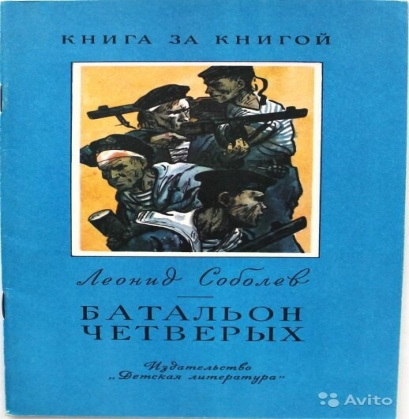 КНИГА ЗА КНИГОЙ
Леонид Соболев
БАТАЛЬОН
ЧЕТВЕРЫХ
Издательство
„Детская литература"
Avito